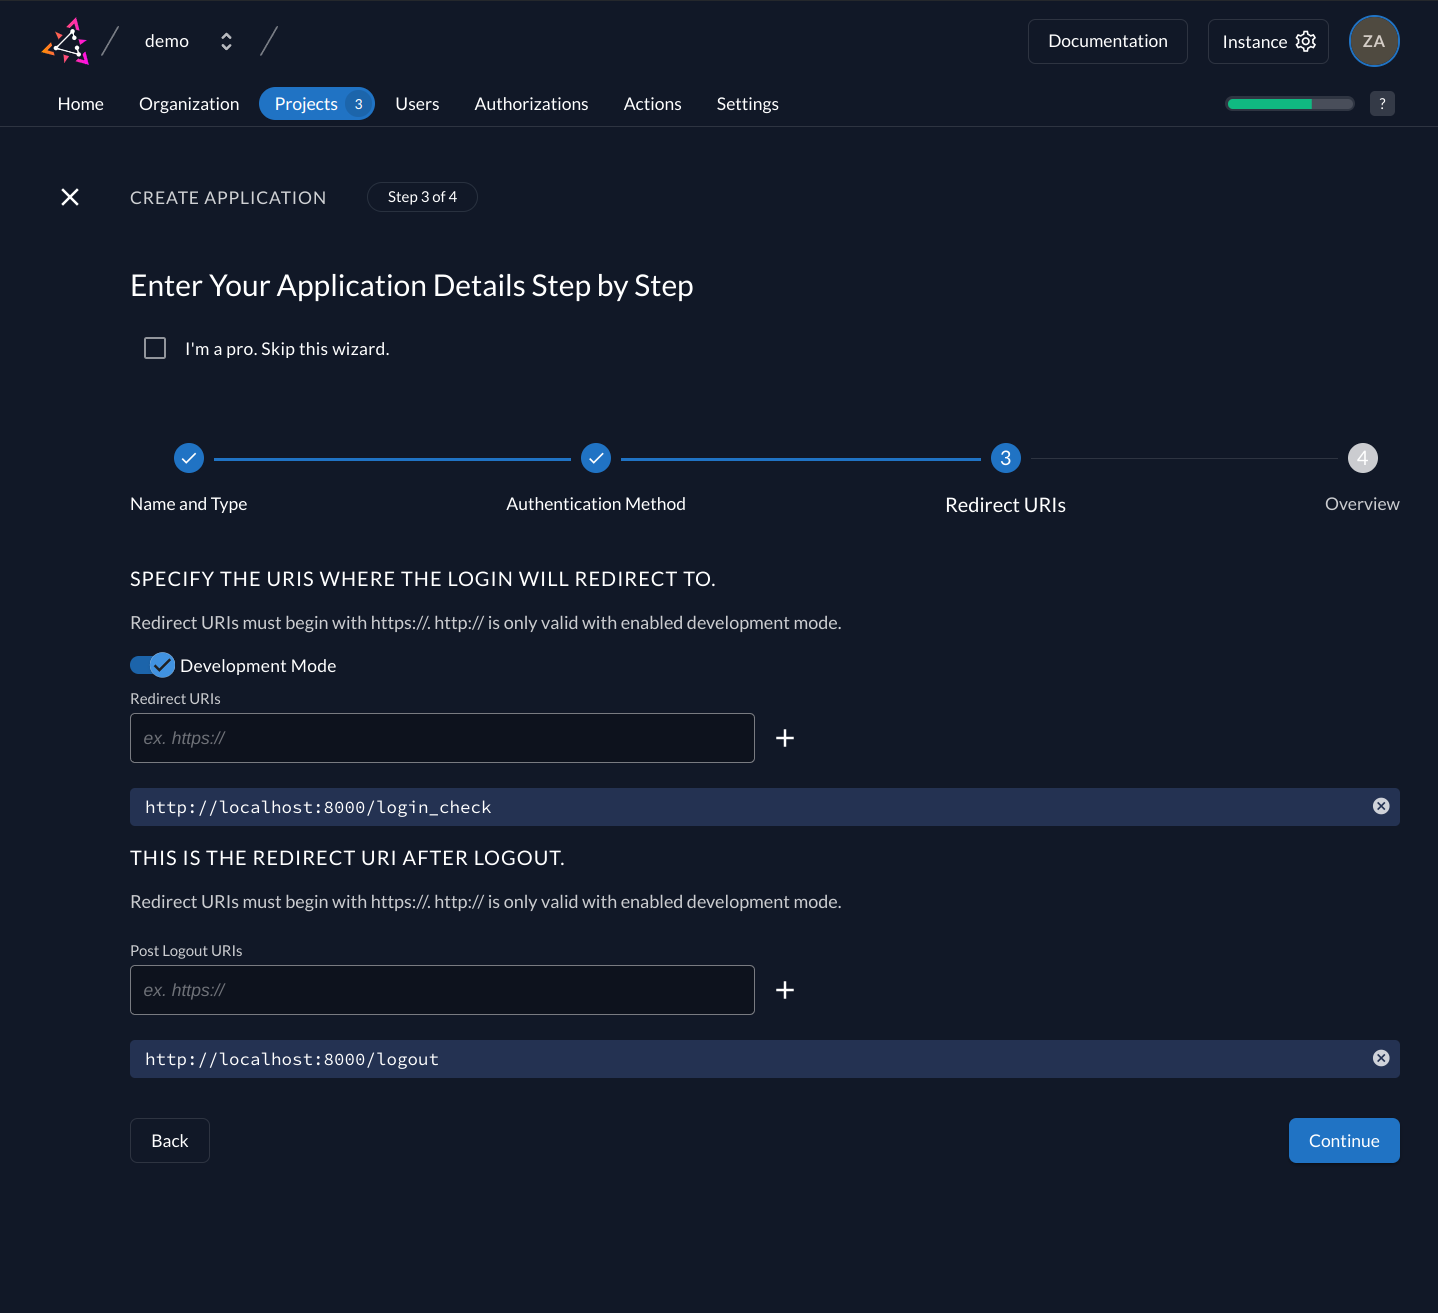 demo
Documentation
Instance
ZA
Home Organization Projects 3 Users Authorizations Actions Settings
?
CREATE APPLICATION Step 3 of 4
Enter Your Application Details Step by Step
I'm a pro. Skip this wizard.
3 4
Name and Type Authentication Method Redirect URIs Overview
SPECIFY THE URIS WHERE THE LOGIN WILL REDIRECT TO.
Redirect URIs must begin with https://. http:// is only valid with enabled development mode.
Development Mode
Redirect URIs
ex. https://
http://localhost:8000/login_check
THIS IS THE REDIRECT URI AFTER LOGOUT.
Redirect URIs must begin with https://. http:// is only valid with enabled development mode.
Post Logout URIs
ex. https://
http://localhost:8000/logout
Back Continue